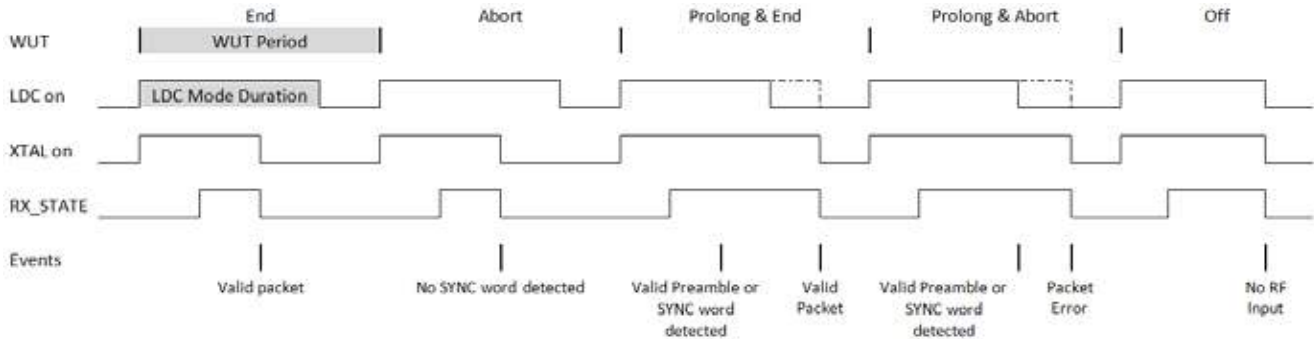 End Abort Prolong & End Prolong & Abort Off
WUT WUT Period
LDC on LDC Mode Duration
XTAL on
RX_STATE
Events
Valid packet
No SYNC word detected
Valid Preamble or
SYNC word
detected
Valid
Packet
Valid Preamble or
SYNC word
detected
Packet
Error
No RF
Input